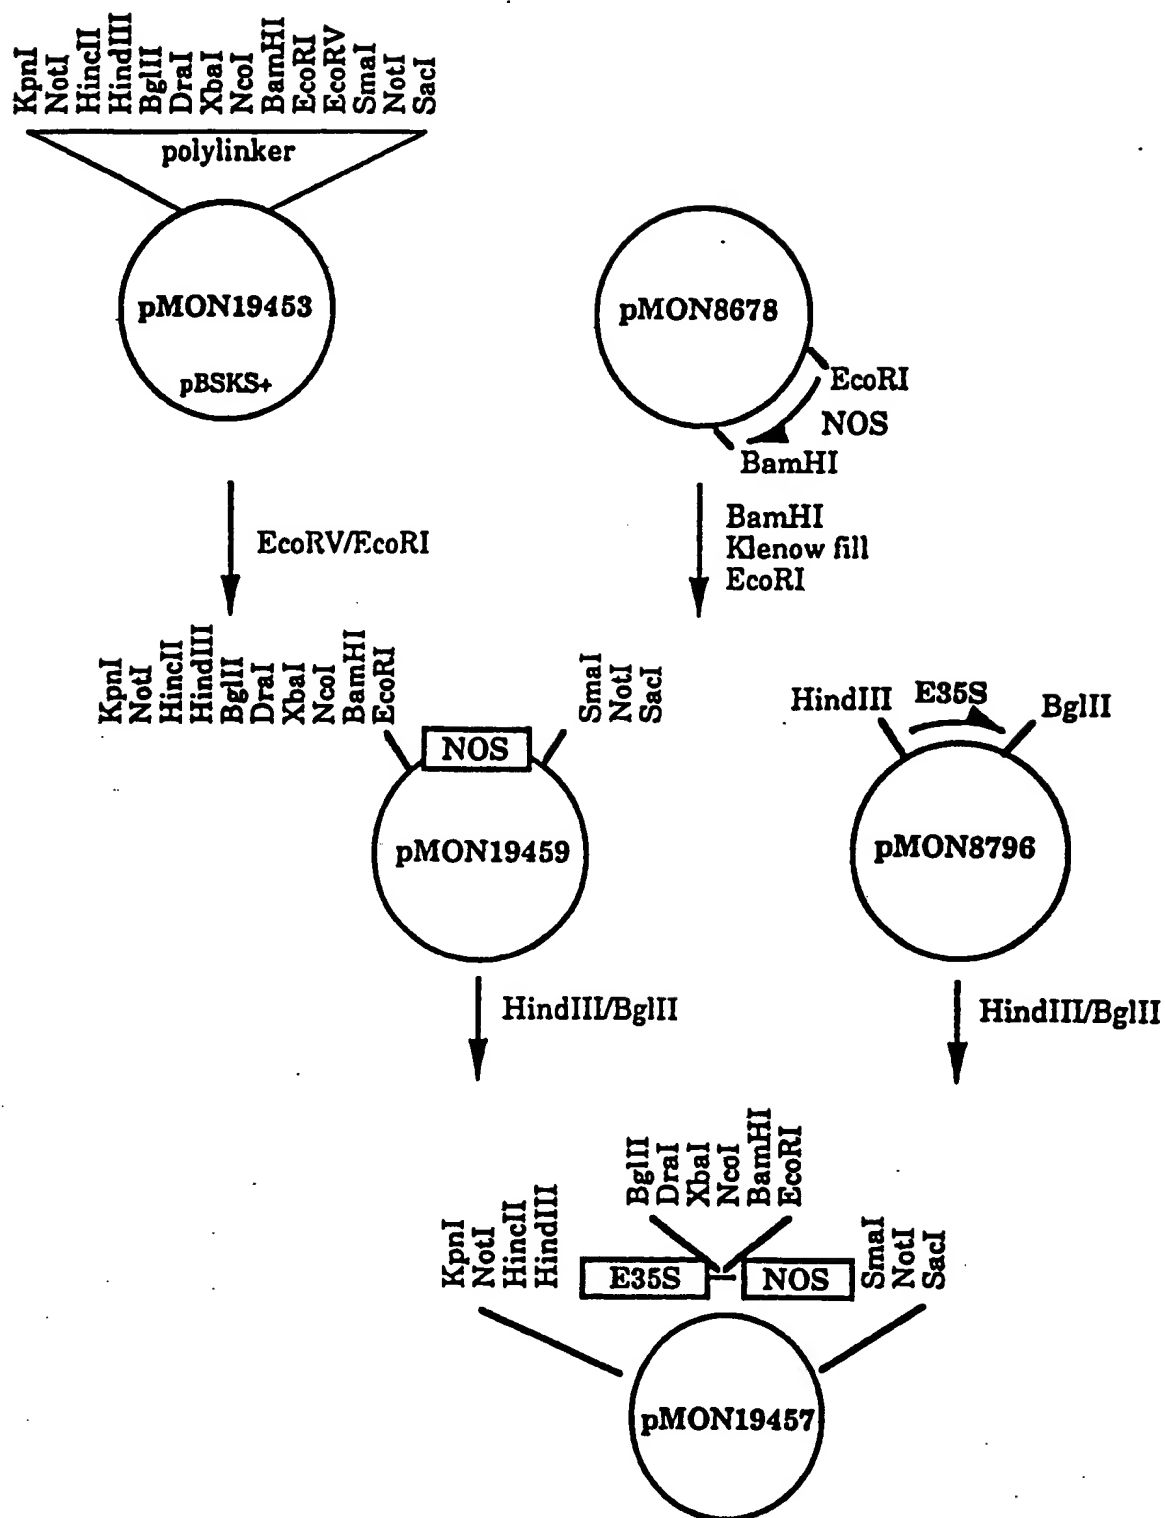 KpnI
NotI
HincII
HindIII
BglII
DraI
XbaI
NcoI
BamHI
EcoRI
EcoRV
SmaI
NotI
SacI
polylinker
pMON19453
pBSKS+
pMON8678
EcoRI
NOS
BamHI
EcoRV/EcoRI
BamHI
Klenow fill
EcoRI
KpnI
NotI
HincII
HindIII
BglII
DraI
XbaI
NcoI
BamHI
EcoRI
NOS
SmaI
NotI
SacI
pMON19459
HindIII
E35S
BglII
pMON8796
HindIII/BglII
HindIII/BglII
KpnI
NotI
HincII
HindIII
E35S
BglII
DraI
XbaI
NcoI
BamHI
EcoRI
NOS
SmaI
NotI
SacI
pMON19457